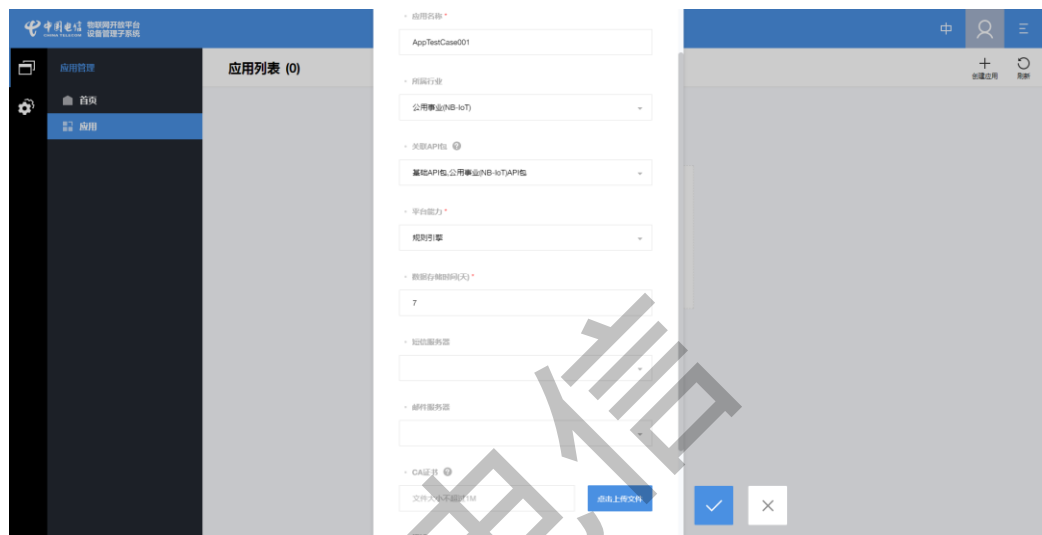 中国电信 物联网开放平台
CHINA TELECOM 设备管理子系统
中
应用管理
首页
应用
应用列表 (0)
创建应用
刷新
应用名称 *
AppTestCase001
所属行业
公用事业(NB-IoT)
关联API包
基础API包,公用事业(NB-IoT)API包
平台能力 *
规则引擎
数据存储时间(天) *
7
短信服务器
邮件服务器
CA证书
文件大小不超过1M
点击上传文件
电信